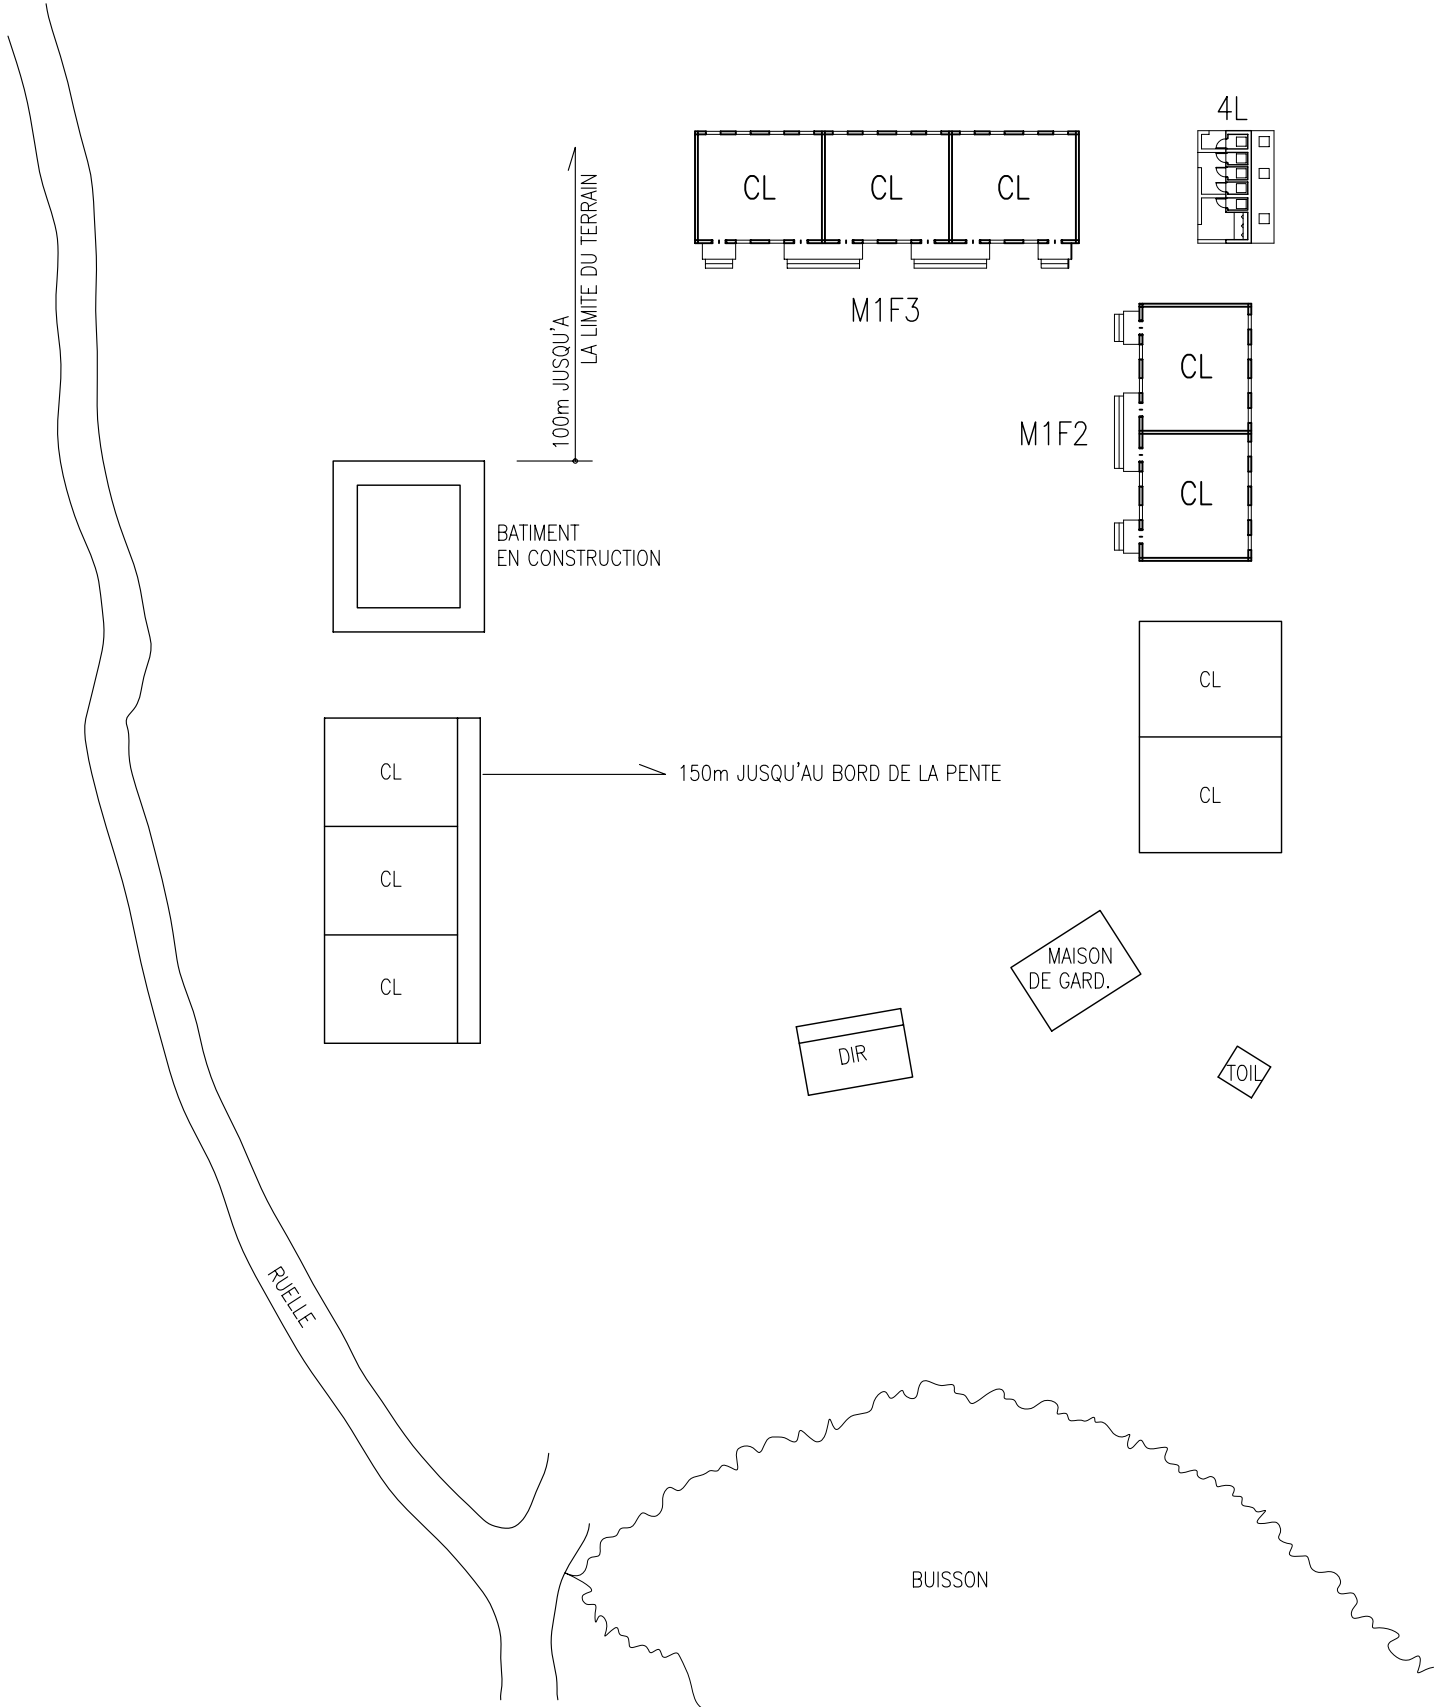 4L
CL
CL
CL
M1F3
100m JUSQU'A
LA LIMITE DU TERRAIN
CL
M1F2
CL
BATIMENT
EN CONSTRUCTION
CL
CL
CL
150m JUSQU'AU BORD DE LA PENTE
CL
CL
MAISON
DE GARD.
DIR
TOIL
RUELLE
BUISSON